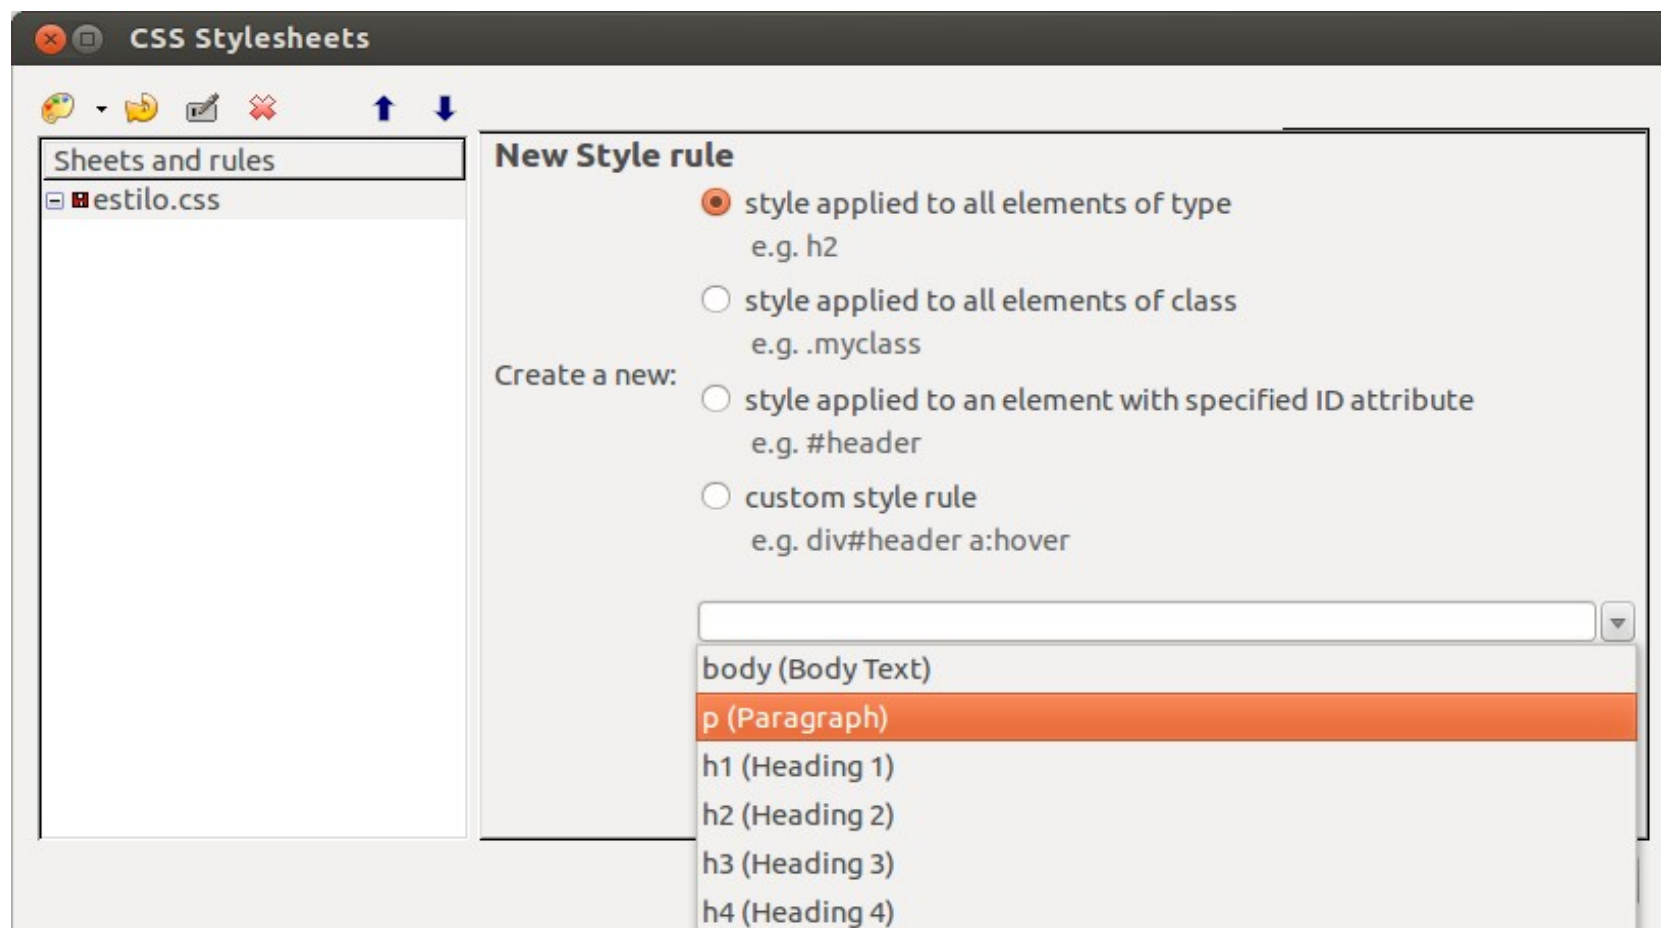 CSS Stylesheets
Sheets and rules
estilo.css
New Style rule
style applied to all elements of type
e.g. h2
style applied to all elements of class
e.g. .myclass
Create a new:
style applied to an element with specified ID attribute
e.g. #header
custom style rule
e.g. div#header a:hover
body (Body Text)
p (Paragraph)
h1 (Heading 1)
h2 (Heading 2)
h3 (Heading 3)
h4 (Heading 4)